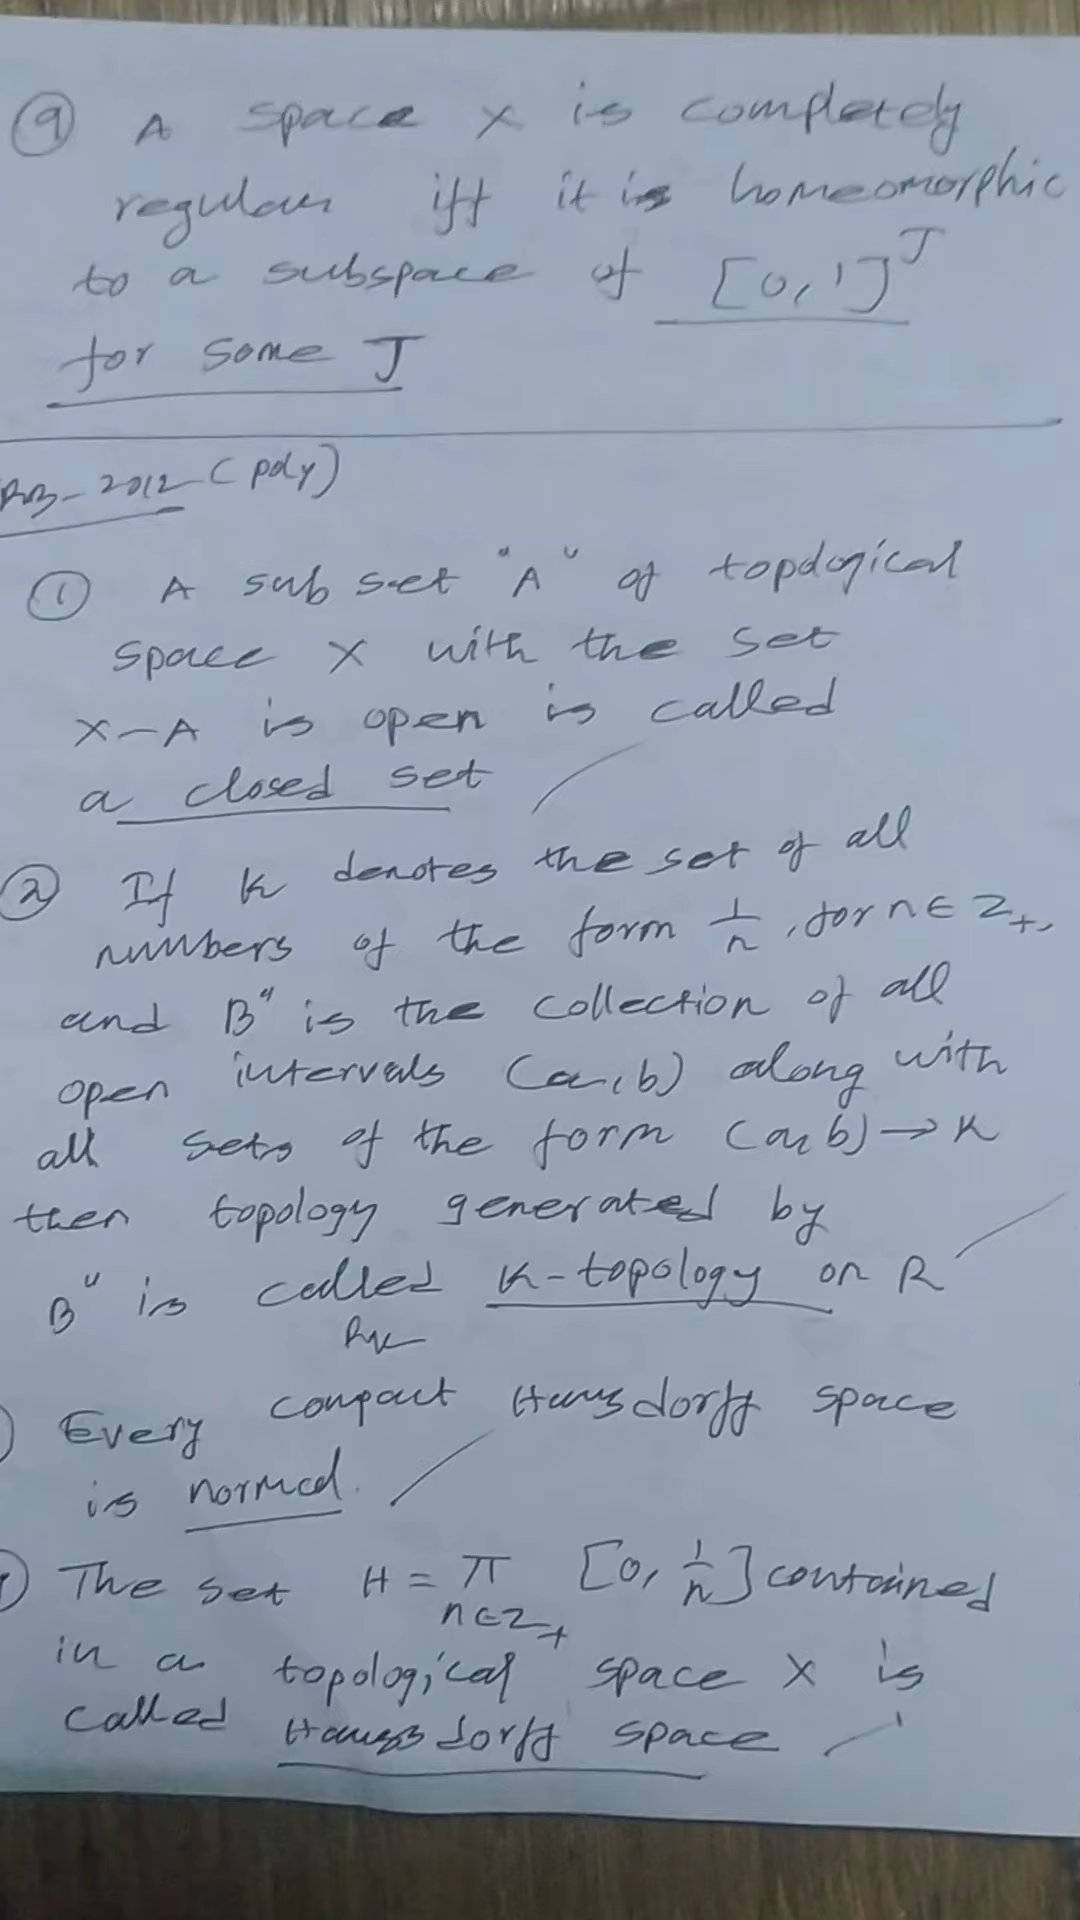 ⑨ A space X is completely
regular iff it is homeomorphic
to a subspace of [0,1]^J
for some J
2012 (poly)
① A sub set "A" of topological
space X with the set
X-A is open is called
a closed set
② If K denotes the set of all
numbers of the form 1/n, for n∈Z+,
and B" is the collection of all
open intervals (a,b) along with
all sets of the form (a,b)→K
then topology generated by
B" is called K-topology on R
RK
Every compact Hausdorff space
is normal.
The set H = π [0, 1/n] contained
n∈Z+
in a topological space X is
called Hausdorff space